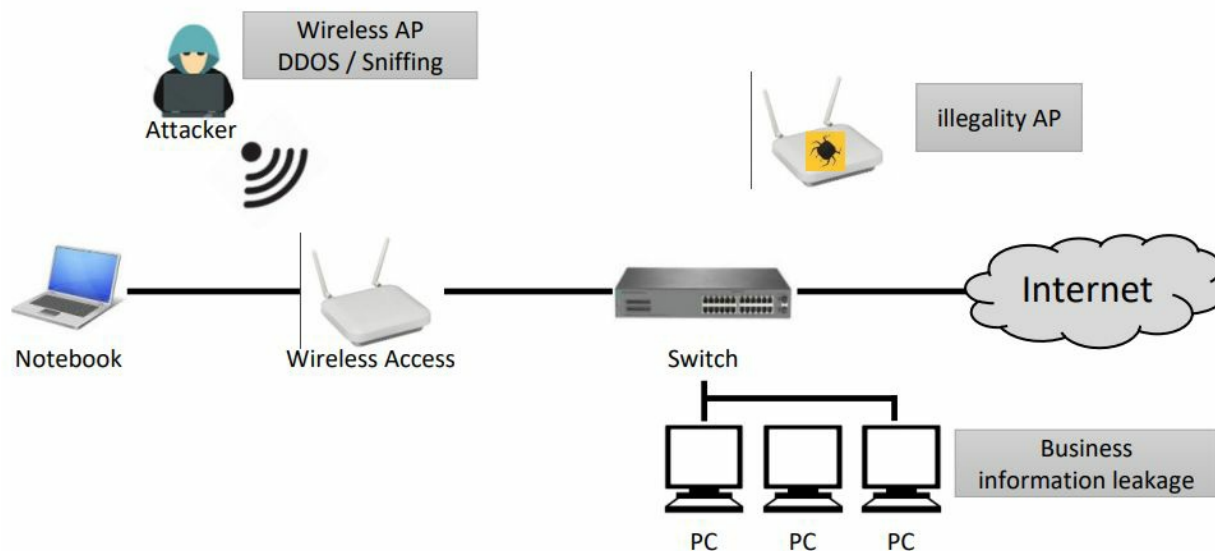 Wireless AP
DDOS / Sniffing
Attacker
illegality AP
Internet
Notebook
Wireless Access
Switch
Business
information leakage
PC
PC
PC